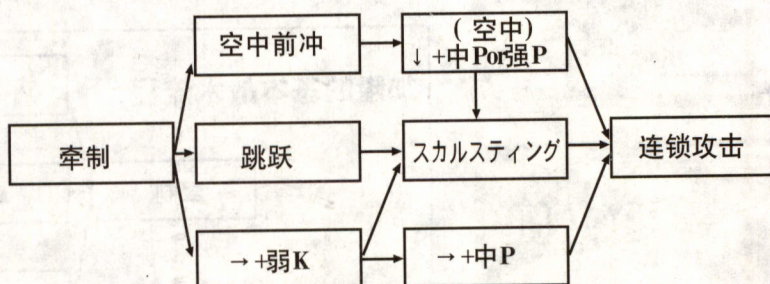 空中前冲
(空中)
↓+中Por强P
牵制
跳跃
スカルスティング
连锁攻击
→+弱K
→+中P